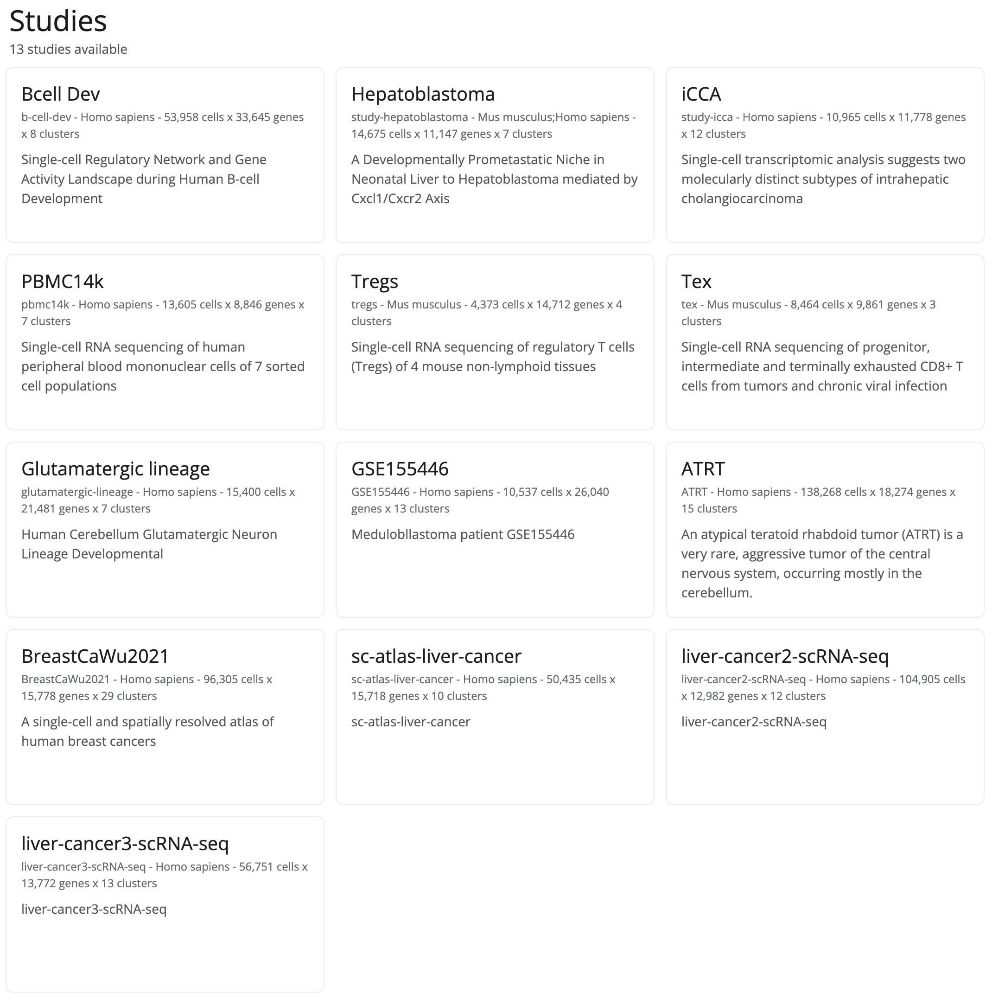 Studies
13 studies available
Bcell Dev
b-cell-dev - Homo sapiens - 53,958 cells x 33,645 genes
x 8 clusters
Single-cell Regulatory Network and Gene
Activity Landscape during Human B-cell
Development
Hepatoblastoma
study-hepatoblastoma - Mus musculus;Homo sapiens -
14,675 cells x 11,147 genes x 7 clusters
A Developmentally Prometastatic Niche in
Neonatal Liver to Hepatoblastoma mediated by
Cxcl1/Cxcr2 Axis
iCCA
study-icca - Homo sapiens - 10,965 cells x 11,778 genes
x 12 clusters
Single-cell transcriptomic analysis suggests two
molecularly distinct subtypes of intrahepatic
cholangiocarcinoma
PBMC14k
pbmc14k - Homo sapiens - 13,605 cells x 8,846 genes x
7 clusters
Single-cell RNA sequencing of human
peripheral blood mononuclear cells of 7 sorted
cell populations
Tregs
tregs - Mus musculus - 4,373 cells x 14,712 genes x 4
clusters
Single-cell RNA sequencing of regulatory T cells
(Tregs) of 4 mouse non-lymphoid tissues
Tex
tex - Mus musculus - 8,464 cells x 9,861 genes x 3
clusters
Single-cell RNA sequencing of progenitor,
intermediate and terminally exhausted CD8+ T
cells from tumors and chronic viral infection
Glutamatergic lineage
glutamatergic-lineage - Homo sapiens - 15,400 cells x
21,481 genes x 7 clusters
Human Cerebellum Glutamatergic Neuron
Lineage Developmental
GSE155446
GSE155446 - Homo sapiens - 10,537 cells x 26,040
genes x 13 clusters
Medulobllastoma patient GSE155446
ATRT
ATRT - Homo sapiens - 138,268 cells x 18,274 genes x
15 clusters
An atypical teratoid rhabdoid tumor (ATRT) is a
very rare, aggressive tumor of the central
nervous system, occurring mostly in the
cerebellum.
BreastCaWu2021
BreastCaWu2021 - Homo sapiens - 96,305 cells x
15,778 genes x 29 clusters
A single-cell and spatially resolved atlas of
human breast cancers
sc-atlas-liver-cancer
sc-atlas-liver-cancer - Homo sapiens - 50,435 cells x
15,718 genes x 10 clusters
sc-atlas-liver-cancer
liver-cancer2-scRNA-seq
liver-cancer2-scRNA-seq - Homo sapiens - 104,905 cells
x 12,982 genes x 12 clusters
liver-cancer2-scRNA-seq
liver-cancer3-scRNA-seq
liver-cancer3-scRNA-seq - Homo sapiens - 56,751 cells x
13,772 genes x 13 clusters
liver-cancer3-scRNA-seq